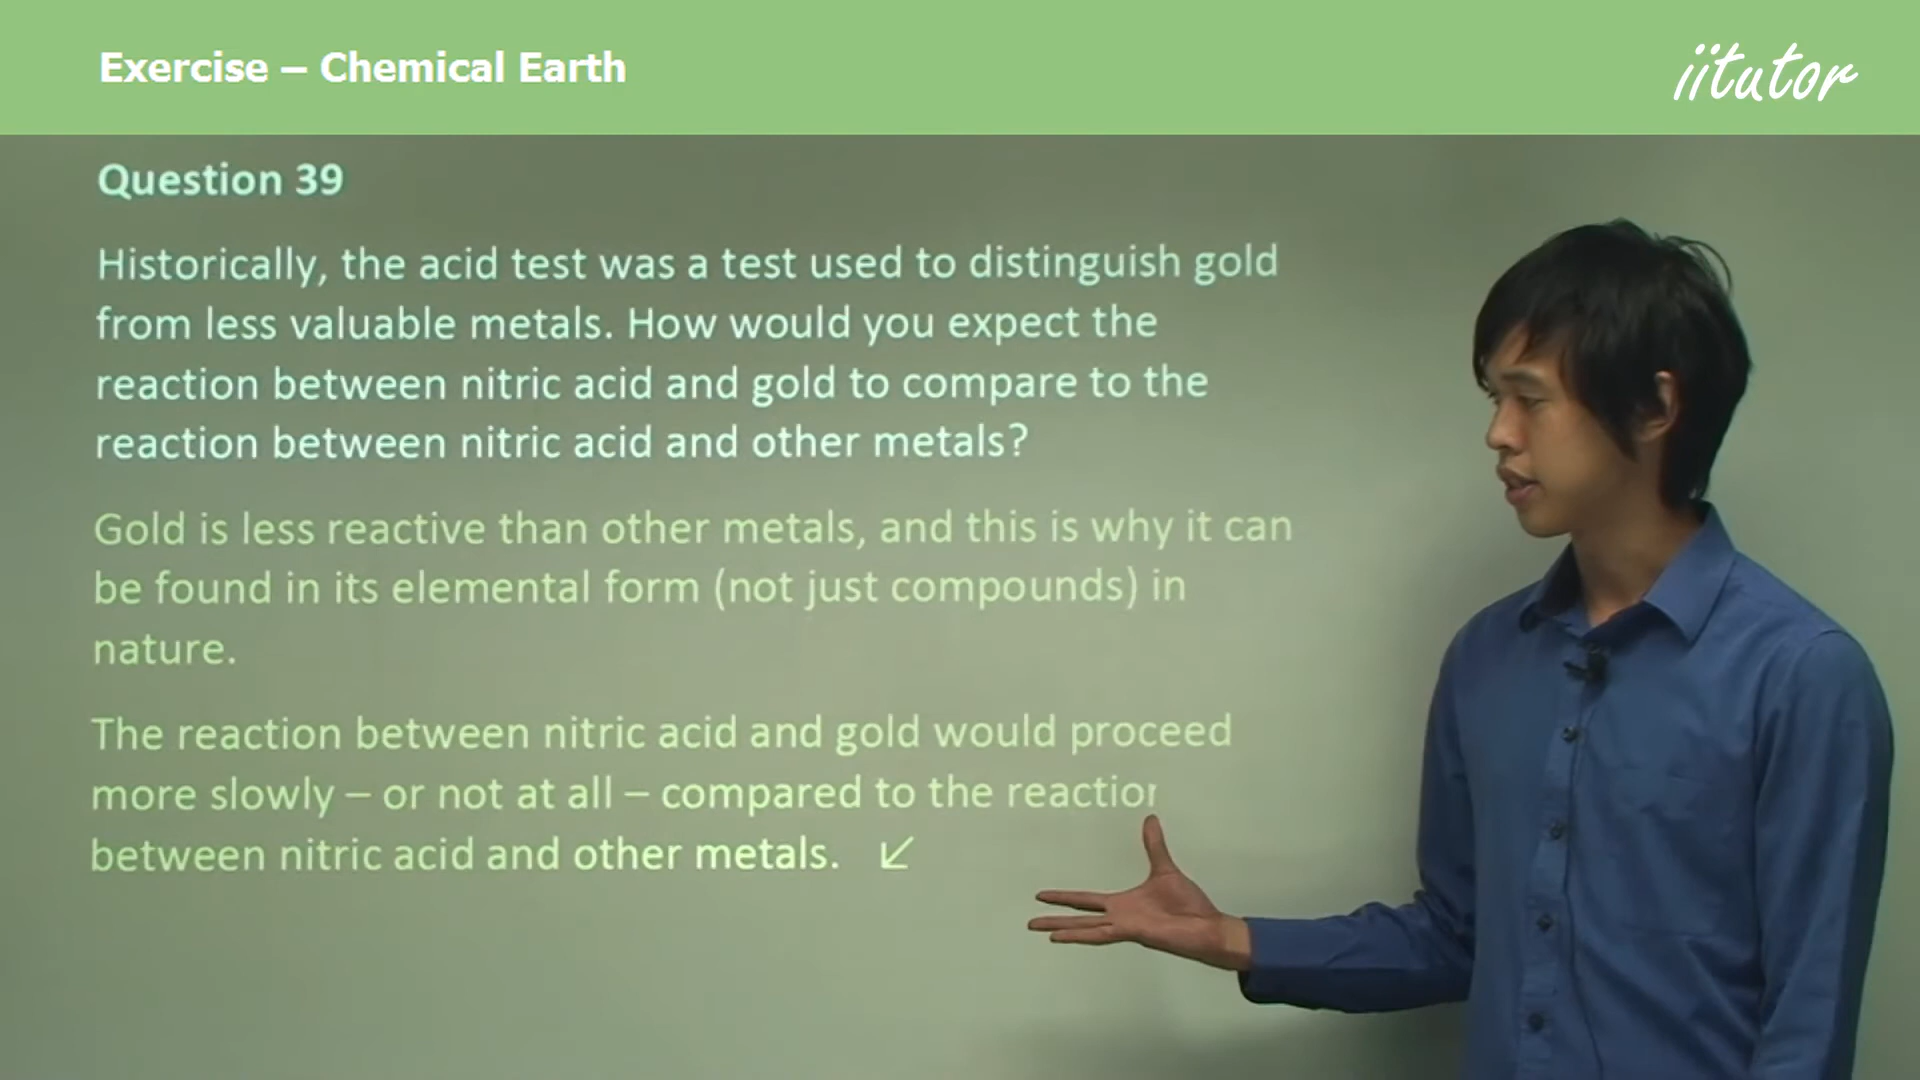 Exercise – Chemical Earth
iitutor
Question 39
Historically, the acid test was a test used to distinguish gold
from less valuable metals. How would you expect the
reaction between nitric acid and gold to compare to the
reaction between nitric acid and other metals?
Gold is less reactive than other metals, and this is why it can
be found in its elemental form (not just compounds) in
nature.
The reaction between nitric acid and gold would proceed
more slowly – or not at all – compared to the reaction
between nitric acid and other metals. ↙